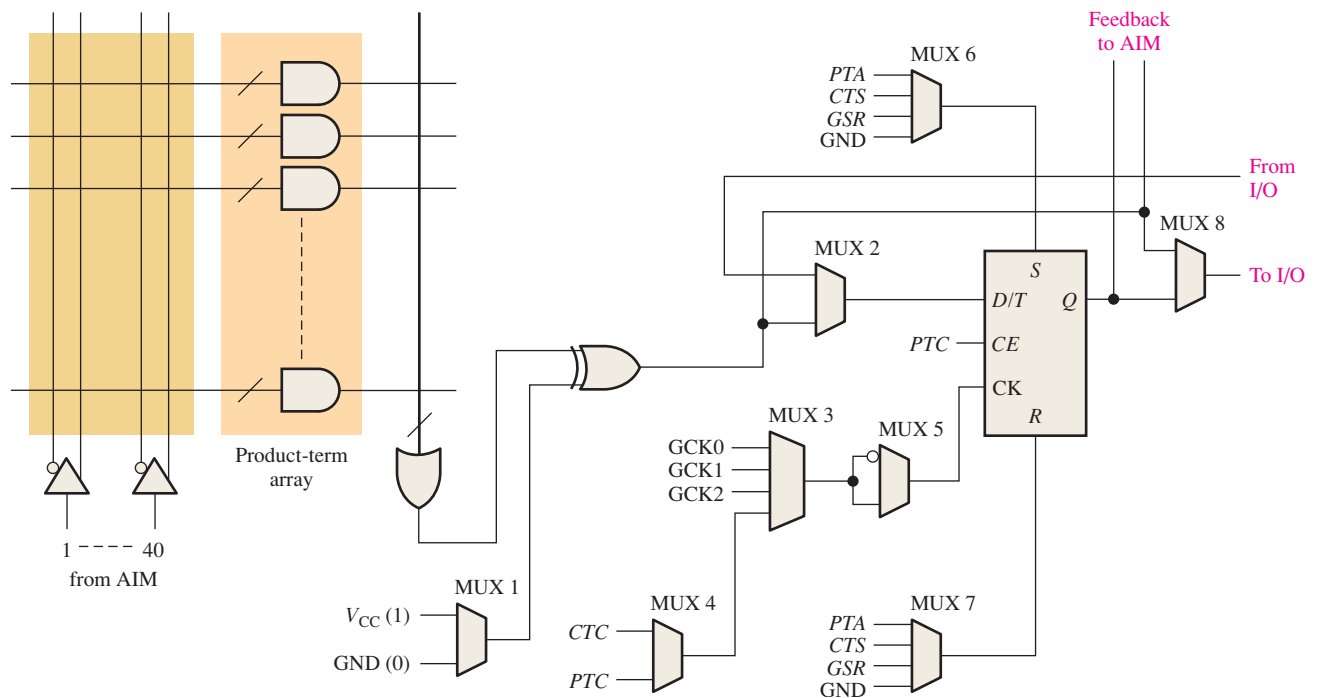 Feedback
to AIM
MUX 6
PTA
CTS
GSR
GND
From
I/O
MUX 8
MUX 2
S
To I/O
D/T
Q
PTC
CE
CK
R
MUX 3
MUX 5
GCK0
GCK1
GCK2
Product-term
array
1
40
from AIM
MUX 1
VCC (1)
GND (0)
MUX 4
CTC
PTC
MUX 7
PTA
CTS
GSR
GND